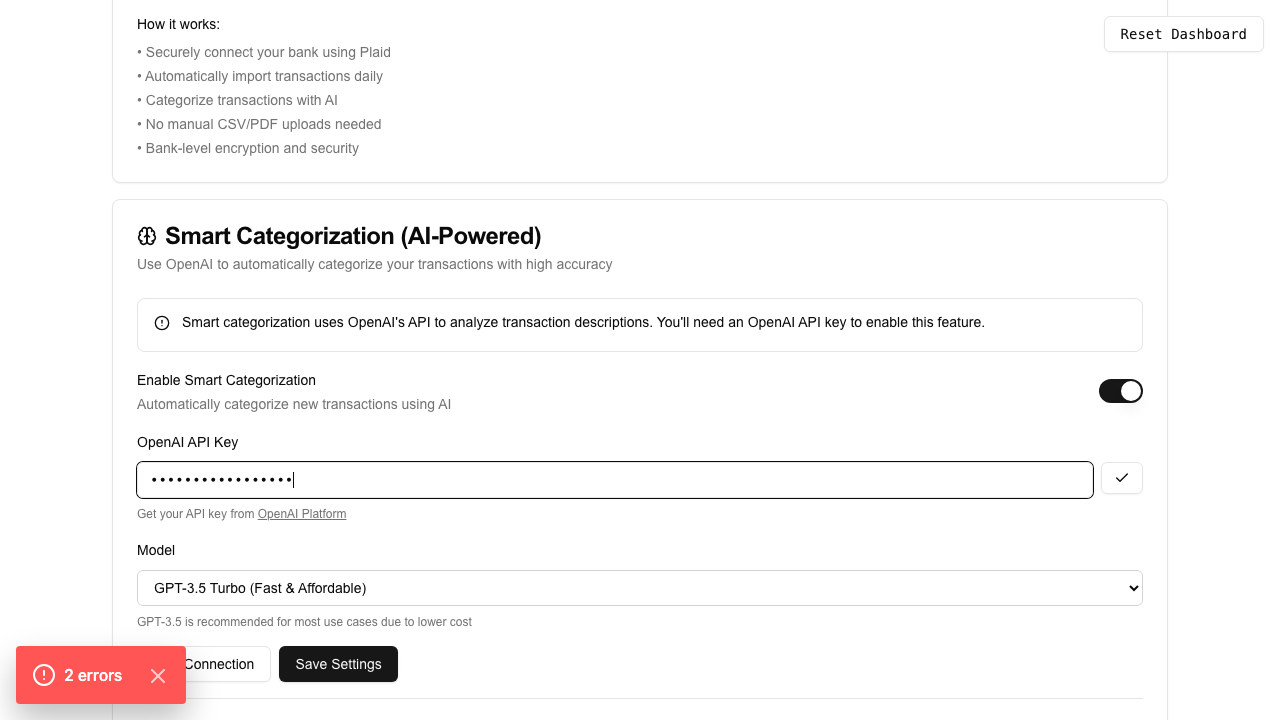 How it works:
Reset Dashboard
• Securely connect your bank using Plaid
• Automatically import transactions daily
• Categorize transactions with AI
• No manual CSV/PDF uploads needed
• Bank-level encryption and security
Smart Categorization (AI-Powered)
Use OpenAI to automatically categorize your transactions with high accuracy
Smart categorization uses OpenAI's API to analyze transaction descriptions. You'll need an OpenAI API key to enable this feature.
Enable Smart Categorization
Automatically categorize new transactions using AI
OpenAI API Key
•••••••••••••••••
Get your API key from OpenAI Platform
Model
GPT-3.5 Turbo (Fast & Affordable)
GPT-3.5 is recommended for most use cases due to lower cost
Connection
Save Settings
2 errors